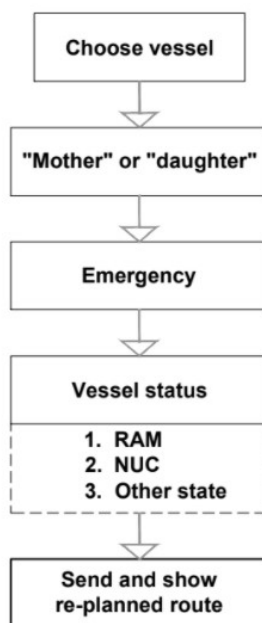 Choose vessel
"Mother" or "daughter"
Emergency
Vessel status
1. RAM
2. NUC
3. Other state
Send and show
re-planned route